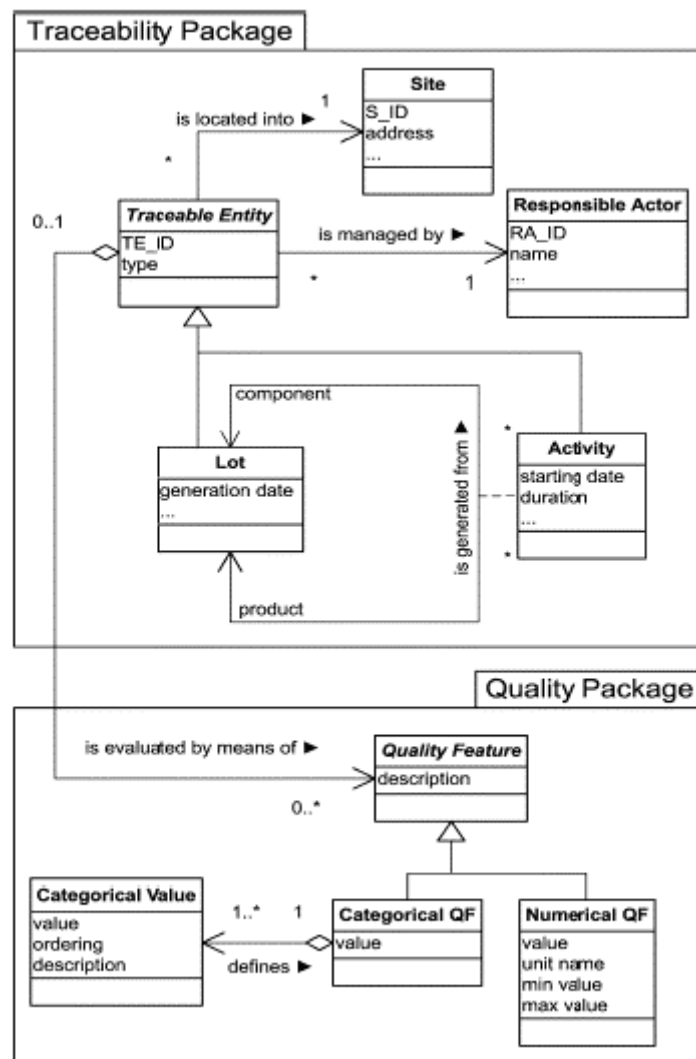 Traceability Package
Site
S_ID
address
...
is located into ►
1
*
Traceable Entity
TE_ID
type
0..1
is managed by ►
*
1
Responsible Actor
RA_ID
name
...
component
Lot
generation date
...
product
is generated from ►
*
Activity
starting date
duration
...
*
Quality Package
is evaluated by means of ►
0..*
Quality Feature
description
Categorical Value
value
ordering
description
1..*
1
defines ►
Categorical QF
value
Numerical QF
value
unit name
min value
max value